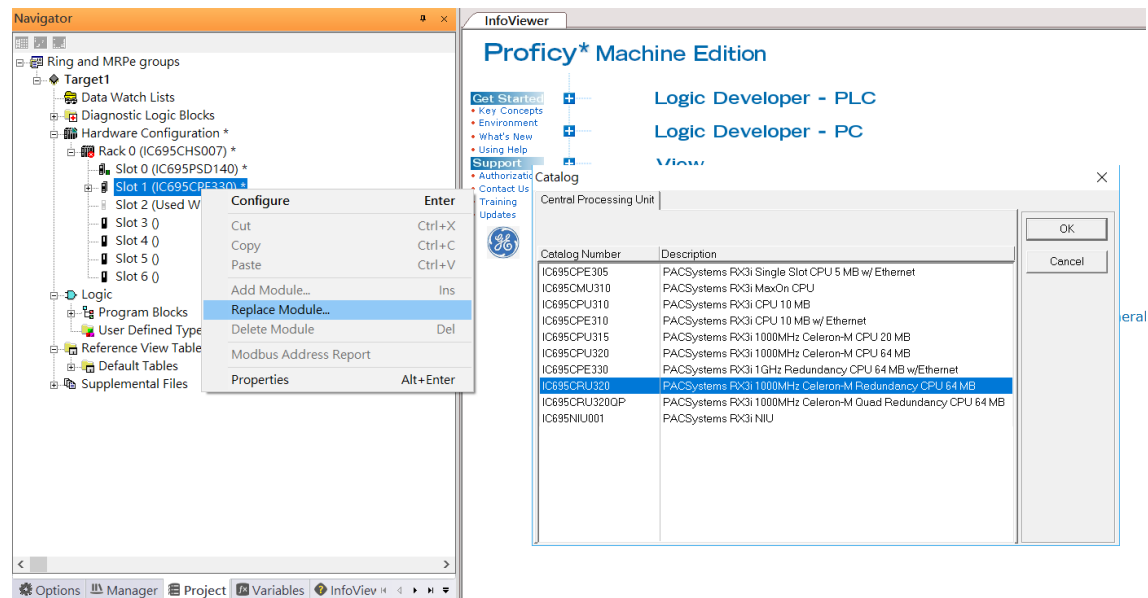 Navigator
Ring and MRPe groups
Target1
Data Watch Lists
Diagnostic Logic Blocks
Hardware Configuration *
Rack 0 (IC695CHS007) *
Slot 0 (IC695PSD140) *
Slot 1 (IC695CPE330) *
Slot 2 (Used W
Slot 3 ()
Slot 4 ()
Slot 5 ()
Slot 6 ()
Logic
Program Blocks
User Defined Type
Reference View Table
Default Tables
Supplemental Files
Configure Enter
Cut Ctrl+X
Copy Ctrl+C
Paste Ctrl+V
Add Module... Ins
Replace Module...
Delete Module Del
Modbus Address Report
Properties Alt+Enter
Options Manager Project Variables InfoView
InfoViewer
Proficy* Machine Edition
Get Started
Key Concepts
Environment
What's New
Using Help
Support
Authorizatio
Contact Us
Training
Updates
Logic Developer - PLC
Logic Developer - PC
View
neral
Catalog
Central Processing Unit
OK
Cancel
Catalog Number Description
IC695CPE305 PACSystems RX3i Single Slot CPU 5 MB w/ Ethernet
IC695CMU310 PACSystems RX3i MaxOn CPU
IC695CPU310 PACSystems RX3i CPU 10 MB
IC695CPE310 PACSystems RX3i CPU 10 MB w/ Ethernet
IC695CPU315 PACSystems RX3i 1000MHz Celeron-M CPU 20 MB
IC695CPU320 PACSystems RX3i 1000MHz Celeron-M CPU 64 MB
IC695CPE330 PACSystems RX3i 1GHz Redundancy CPU 64 MB w/Ethernet
IC695CRU320 PACSystems RX3i 1000MHz Celeron-M Redundancy CPU 64 MB
IC695CRU320QP PACSystems RX3i 1000MHz Celeron-M Quad Redundancy CPU 64 MB
IC695NIU001 PACSystems RX3i NIU